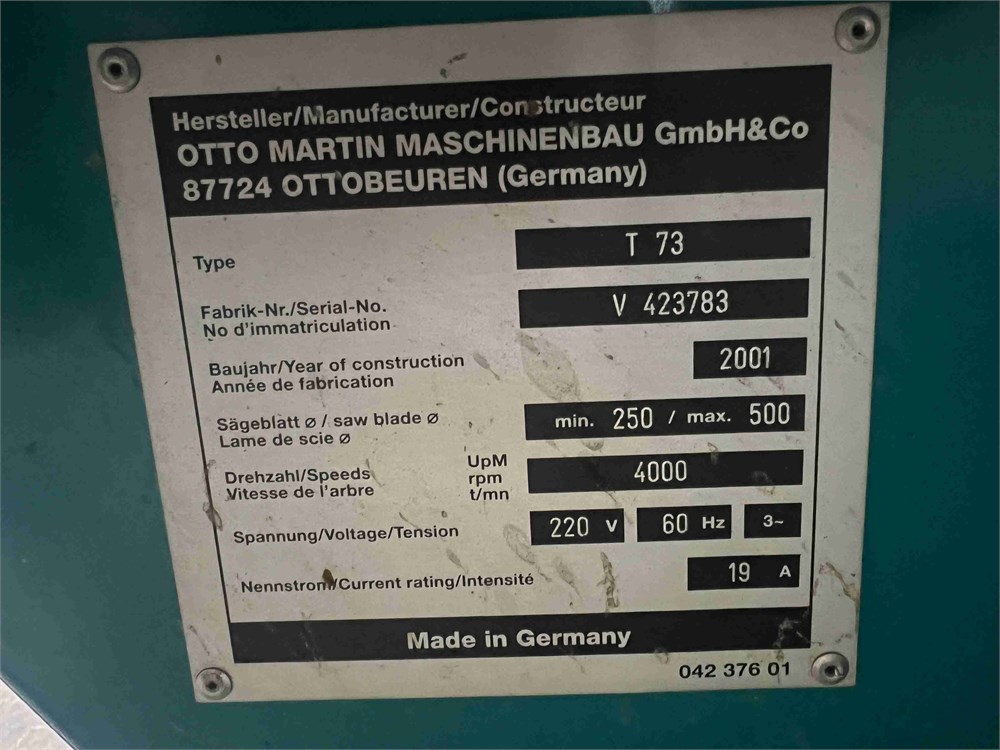 Hersteller/Manufacturer/Constructeur
OTTO MARTIN MASCHINENBAU GmbH&Co
87724 OTTOBEUREN (Germany)
Type T 73
Fabrik-Nr./Serial-No. V 423783
No d'immatriculation
Baujahr/Year of construction 2001
Année de fabrication
Sägeblatt ø / saw blade ø min. 250 / max. 500
Lame de scie ø
Drehzahl/Speeds UpM 4000
Vitesse de l'arbre rpm
t/mn
Spannung/Voltage/Tension 220 V 60 Hz 3~
Nennstrom/Current rating/Intensité 19 A
Made in Germany
042 376 01